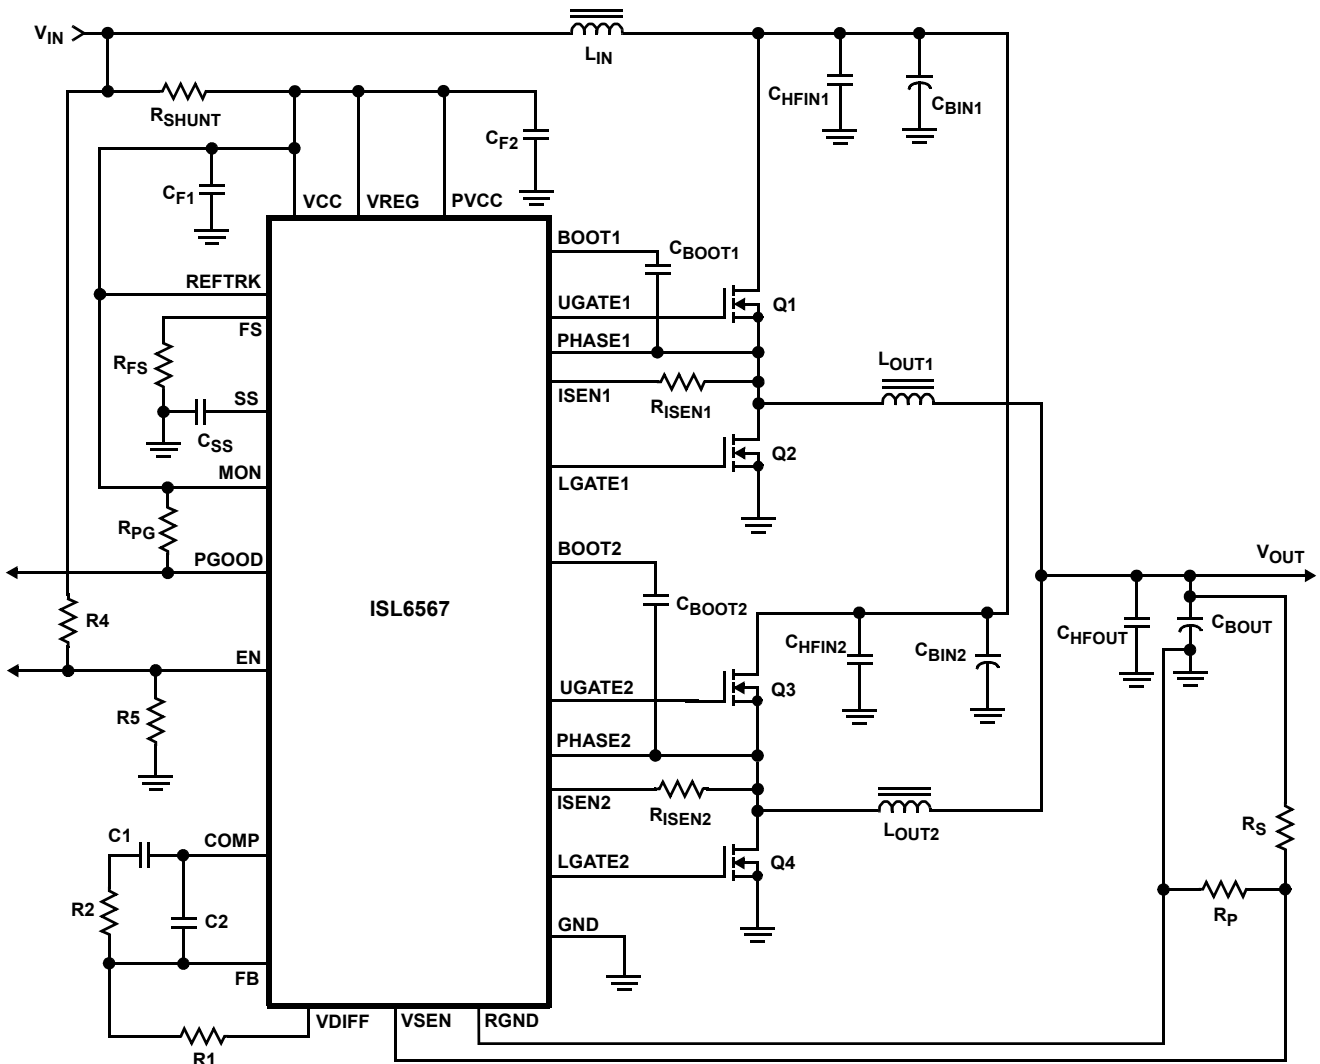 VIN
LIN
CHFIN1
CBIN1
RSHUNT
CF2
CF1
VCC
VREG
PVCC
BOOT1
CBOOT1
REFTRK
UGATE1
Q1
FS
PHASE1
RFS
LOUT1
ISEN1
RISEN1
SS
CSS
Q2
MON
LGATE1
RPG
PGOOD
BOOT2
VOUT
ISL6567
CBOOT2
R4
CHFIN2
CBIN2
CHFOUT
CBOUT
EN
UGATE2
Q3
R5
PHASE2
ISEN2
RISEN2
LOUT2
RS
C1
COMP
LGATE2
Q4
R2
C2
RP
GND
FB
VDIFF
VSEN
RGND
R1